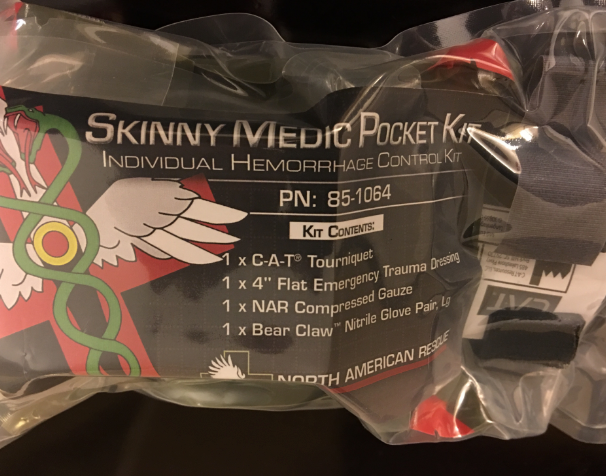 SKINNY MEDIC POCKET KIT
INDIVIDUAL HEMORRHAGE CONTROL KIT
PN: 85-1064
KIT CONTENTS:
1 x C-A-T® Tourniquet
1 x 4" Flat Emergency Trauma Dressing
1 x NAR Compressed Gauze
1 x Bear Claw™ Nitrile Glove Pair, Lg
NORTH AMERICAN RESCUE